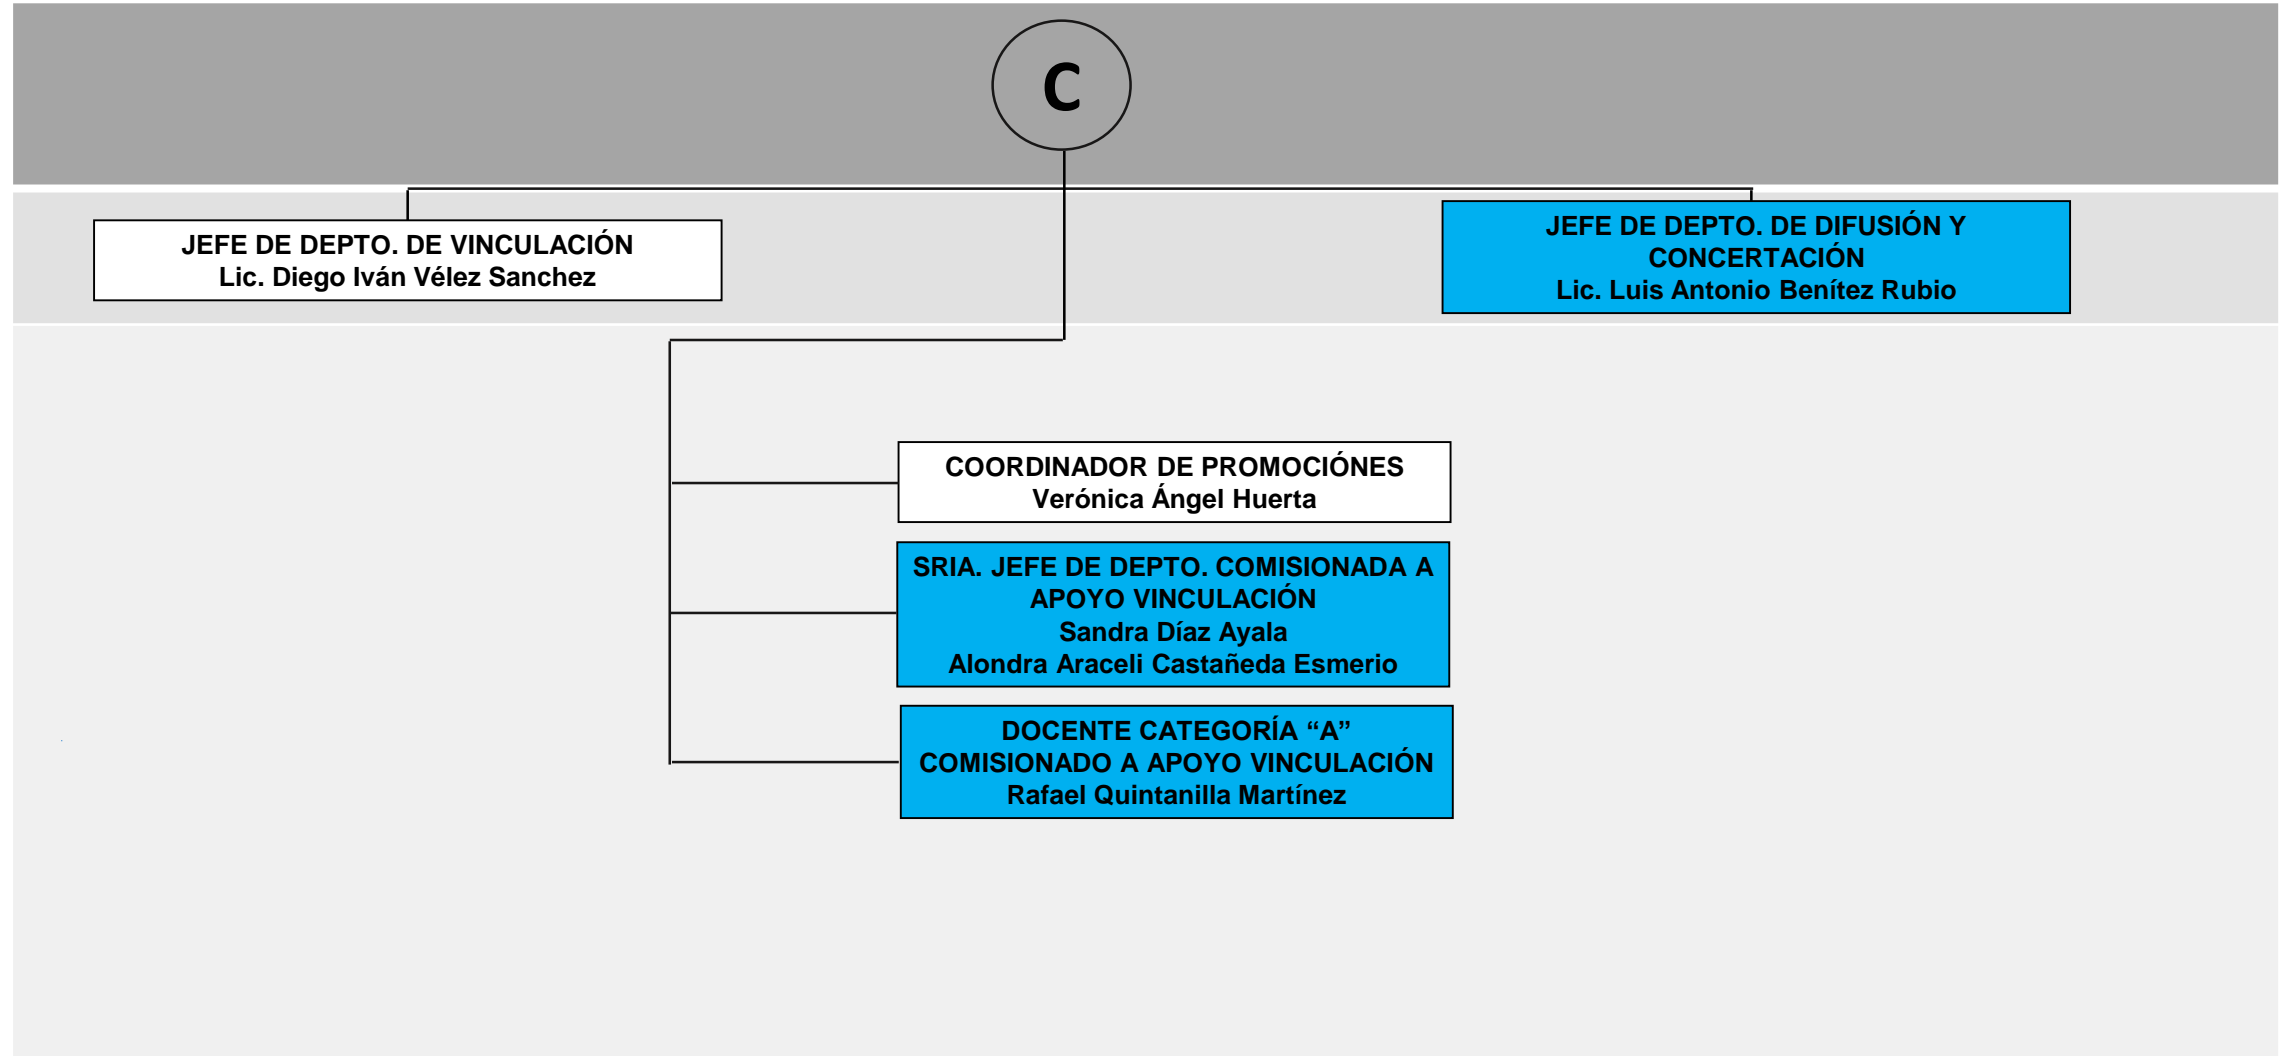 C
JEFE DE DEPTO. DE VINCULACIÓN
Lic. Diego Iván Vélez Sanchez
JEFE DE DEPTO. DE DIFUSIÓN Y
CONCERTACIÓN
Lic. Luis Antonio Benítez Rubio
COORDINADOR DE PROMOCIÓNES
Verónica Ángel Huerta
SRIA. JEFE DE DEPTO. COMISIONADA A
APOYO VINCULACIÓN
Sandra Díaz Ayala
Alondra Araceli Castañeda Esmerio
DOCENTE CATEGORÍA “A”
COMISIONADO A APOYO VINCULACIÓN
Rafael Quintanilla Martínez